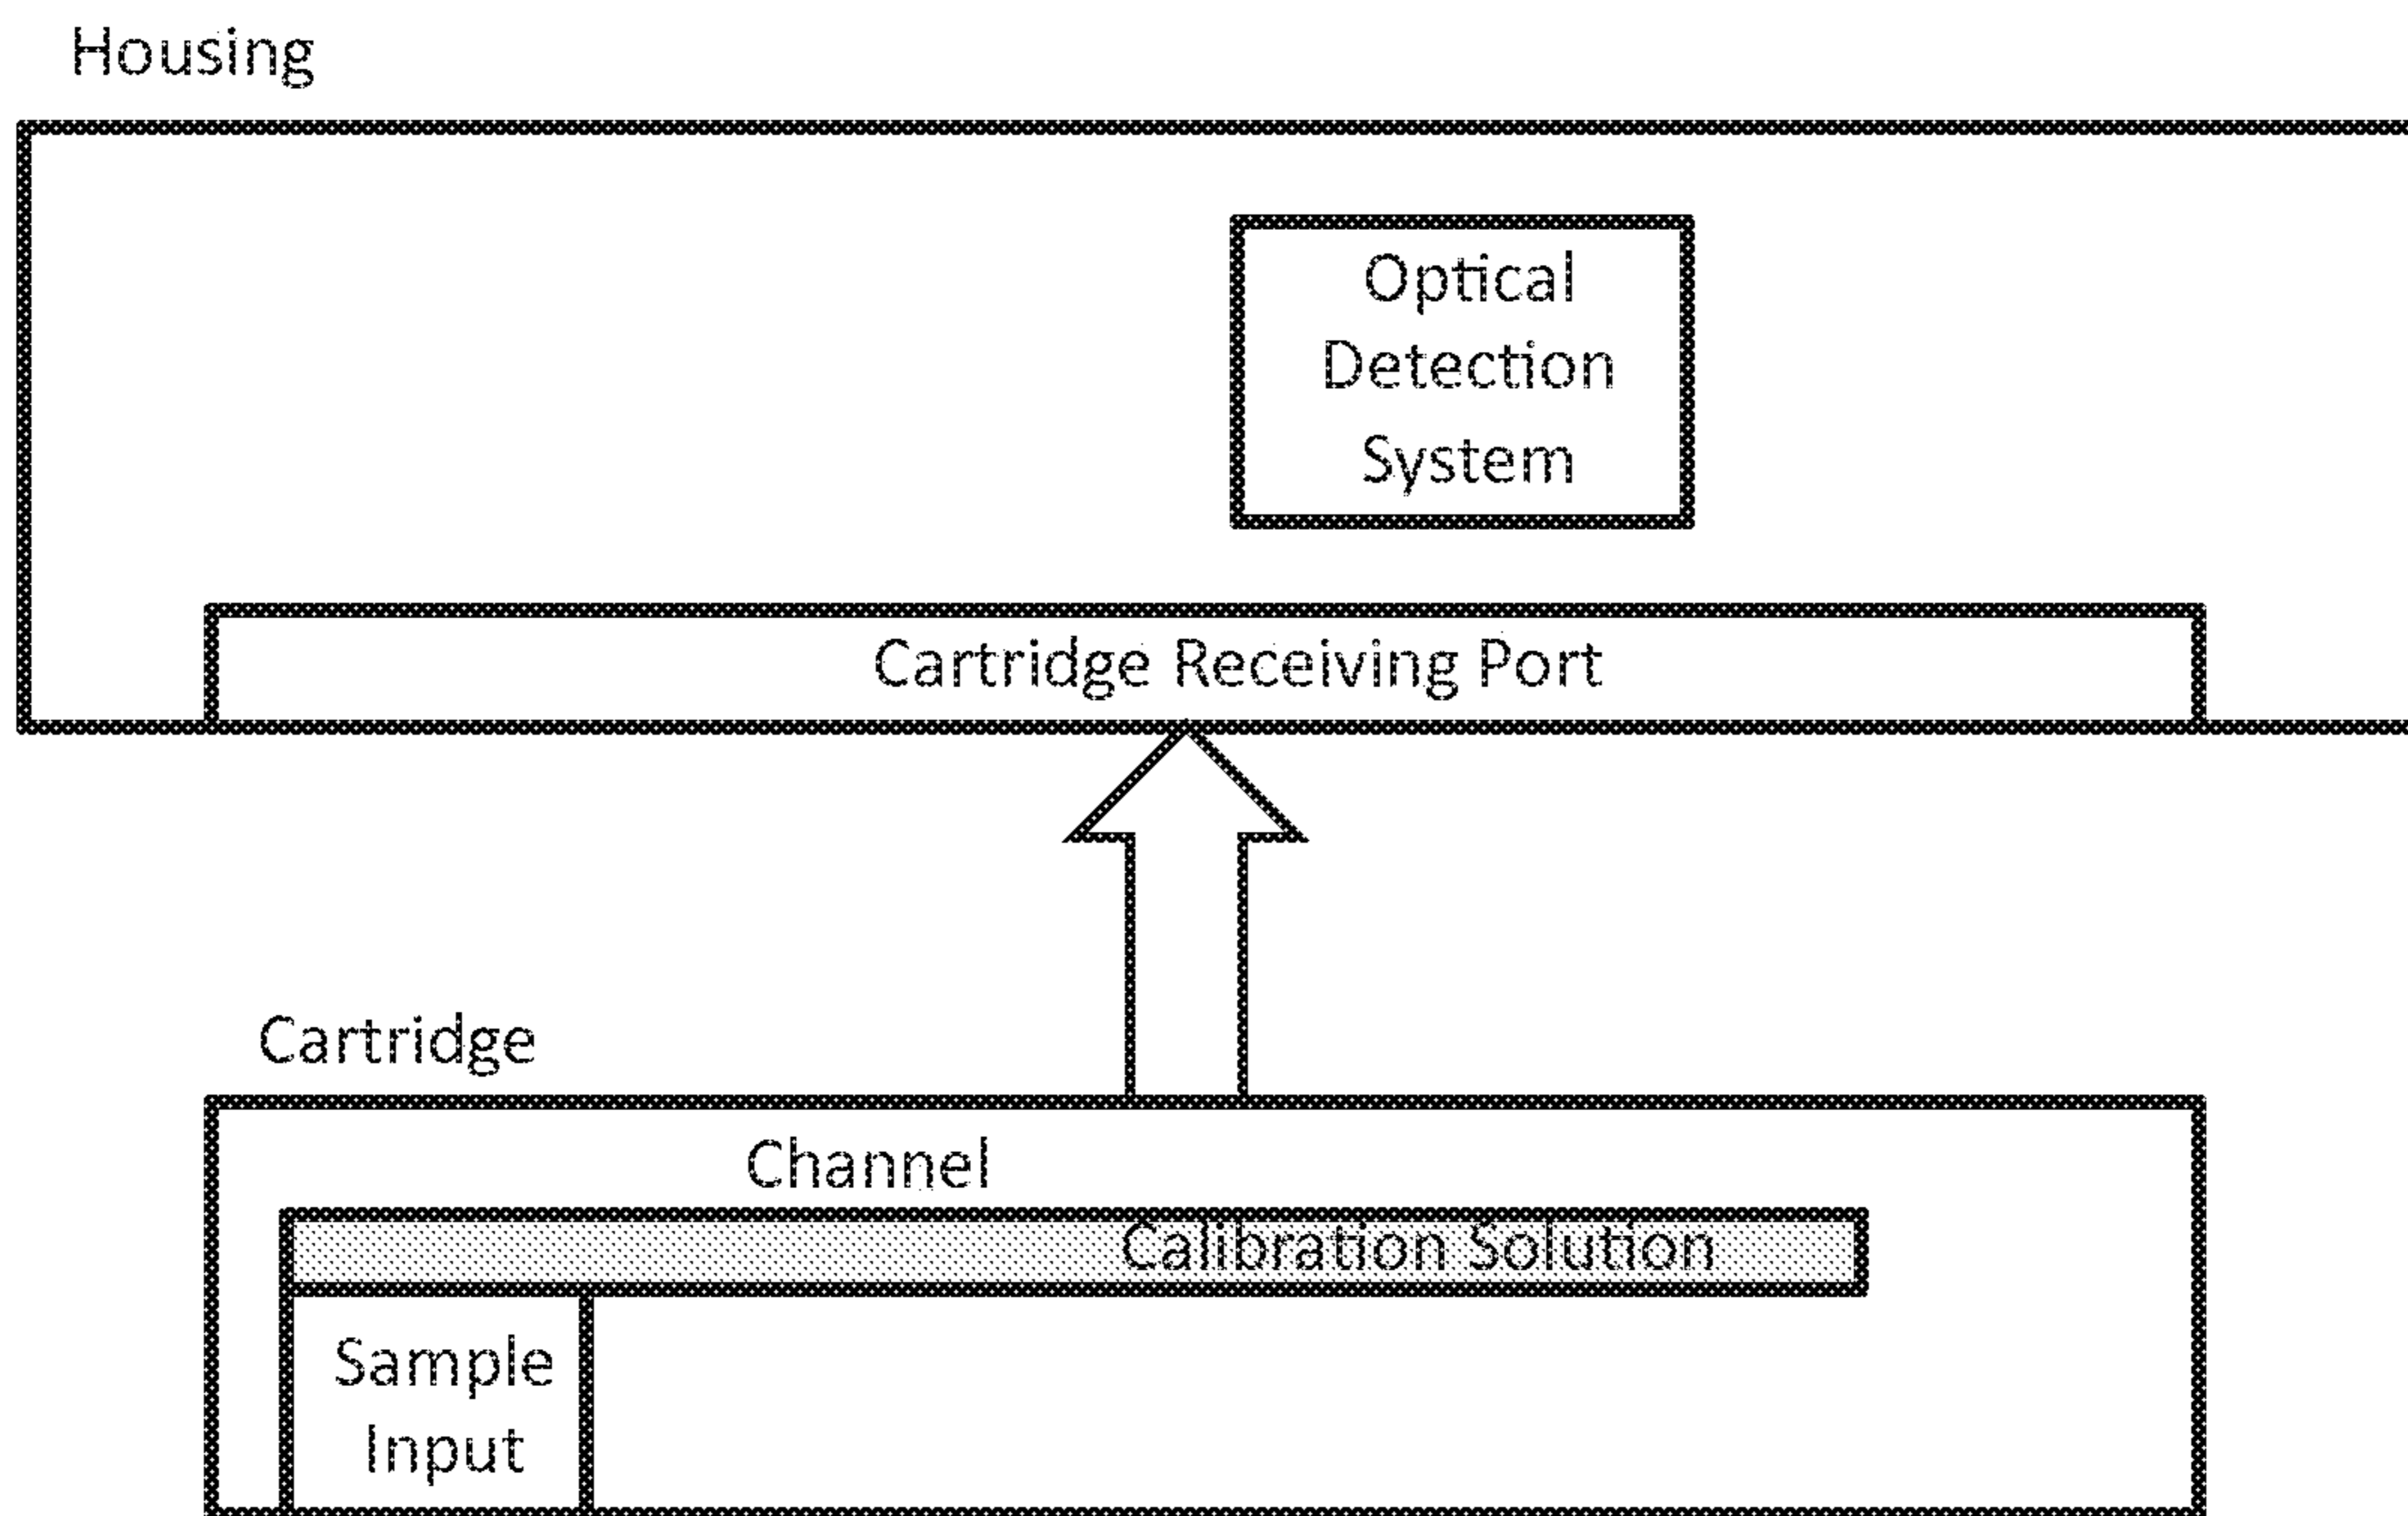 Housing
Optical
Detection
System
Cartridge Receiving Port
Cartridge
Channel
Calibration Solution
Sample
Input